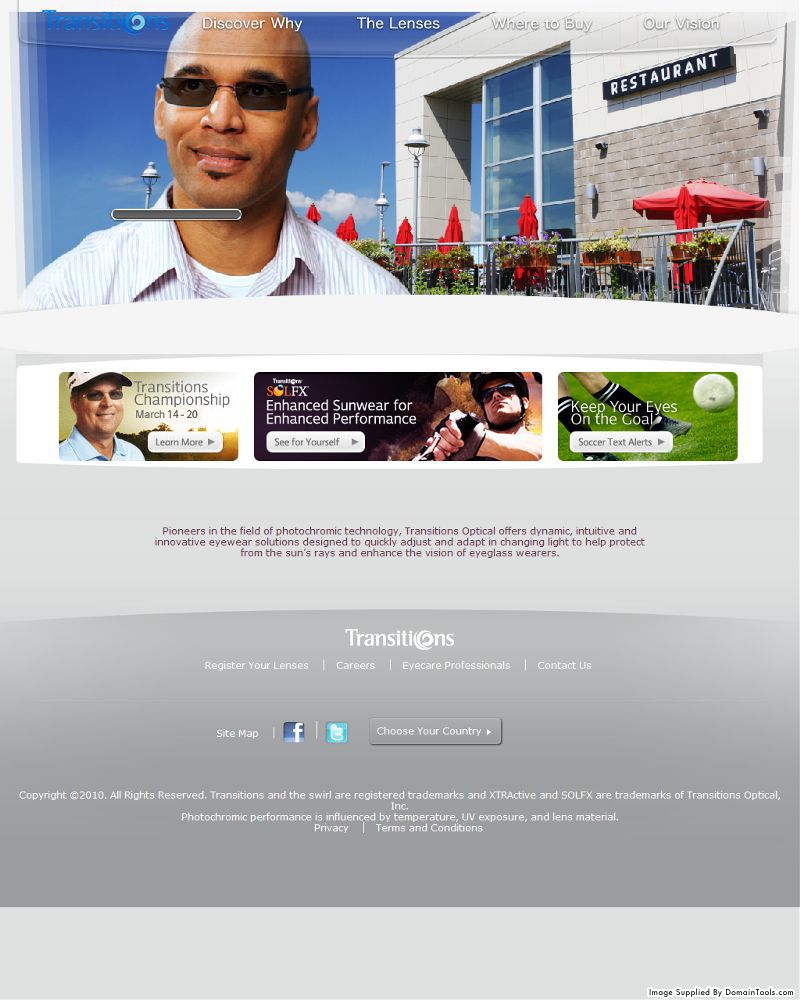 Transitions
Discover Why
The Lenses
Where to Buy
Our Vision
RESTAURANT
Transitions
Championship
March 14 - 20
Learn More
Transitions
SOLFX™
Enhanced Sunwear for
Enhanced Performance
See for Yourself
Keep Your Eyes
On the Goal
Soccer Text Alerts
Pioneers in the field of photochromic technology, Transitions Optical offers dynamic, intuitive and
innovative eyewear solutions designed to quickly adjust and adapt in changing light to help protect
from the sun's rays and enhance the vision of eyeglass wearers.
Transitions
Register Your Lenses | Careers | Eyecare Professionals | Contact Us
Site Map | f | t Choose Your Country
Copyright ©2010. All Rights Reserved. Transitions and the swirl are registered trademarks and XTRActive and SOLFX are trademarks of Transitions Optical,
Inc.
Photochromic performance is influenced by temperature, UV exposure, and lens material.
Privacy | Terms and Conditions
Image Supplied By DomainTools.com